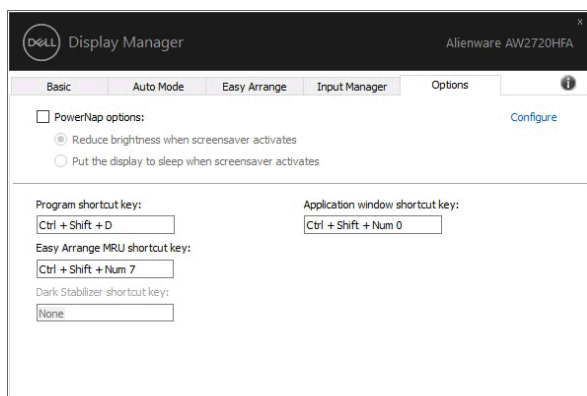 x
DELL Display Manager Alienware AW2720HFA
Basic Auto Mode Easy Arrange Input Manager Options i
PowerNap options: Configure
Reduce brightness when screensaver activates
Put the display to sleep when screensaver activates
Program shortcut key: Application window shortcut key:
Ctrl + Shift + D Ctrl + Shift + Num 0
Easy Arrange MRU shortcut key:
Ctrl + Shift + Num 7
Dark Stabilizer shortcut key:
None